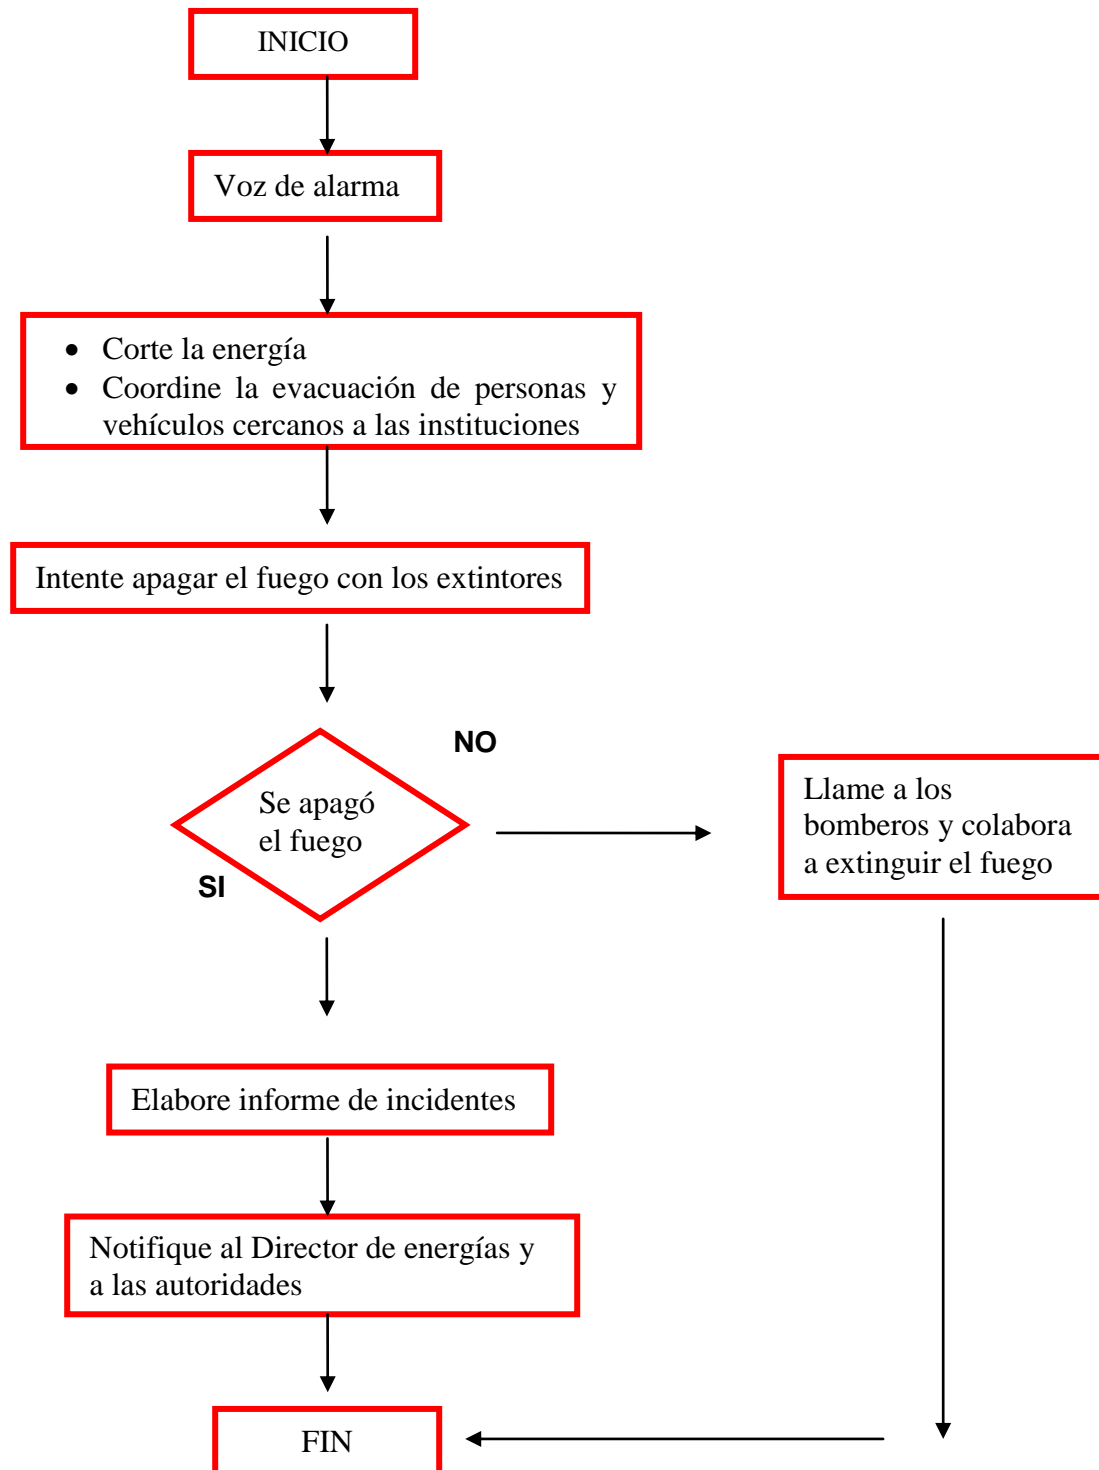 INICIO
Voz de alarma
• Corte la energía
• Coordine la evacuación de personas y
vehículos cercanos a las instituciones
Intente apagar el fuego con los extintores
NO
Se apagó
el fuego
SI
Llame a los
bomberos y colabora
a extinguir el fuego
Elabore informe de incidentes
Notifique al Director de energías y
a las autoridades
FIN